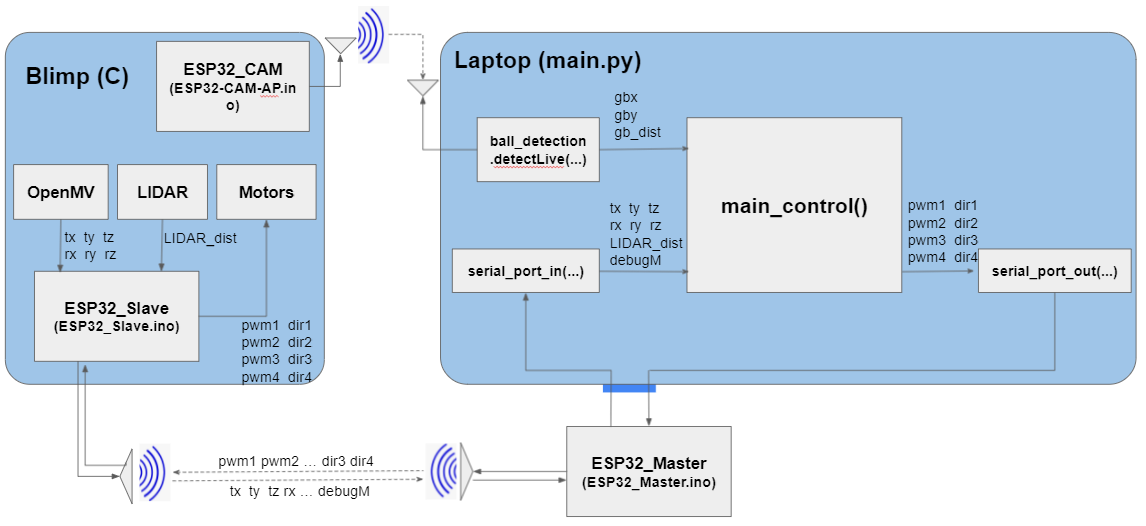 Blimp (C)
ESP32_CAM
(ESP32-CAM-AP.in
o)
OpenMV
LIDAR
Motors
tx ty tz
rx ry rz
LIDAR_dist
ESP32_Slave
(ESP32_Slave.ino)
pwm1 dir1
pwm2 dir2
pwm3 dir3
pwm4 dir4
Laptop (main.py)
ball_detection
.detectLive(...)
gbx
gby
gb_dist
main_control()
serial_port_in(...)
tx ty tz
rx ry rz
LIDAR_dist
debugM
pwm1 dir1
pwm2 dir2
pwm3 dir3
pwm4 dir4
serial_port_out(...)
pwm1 pwm2 ... dir3 dir4
tx ty tz rx ... debugM
ESP32_Master
(ESP32_Master.ino)